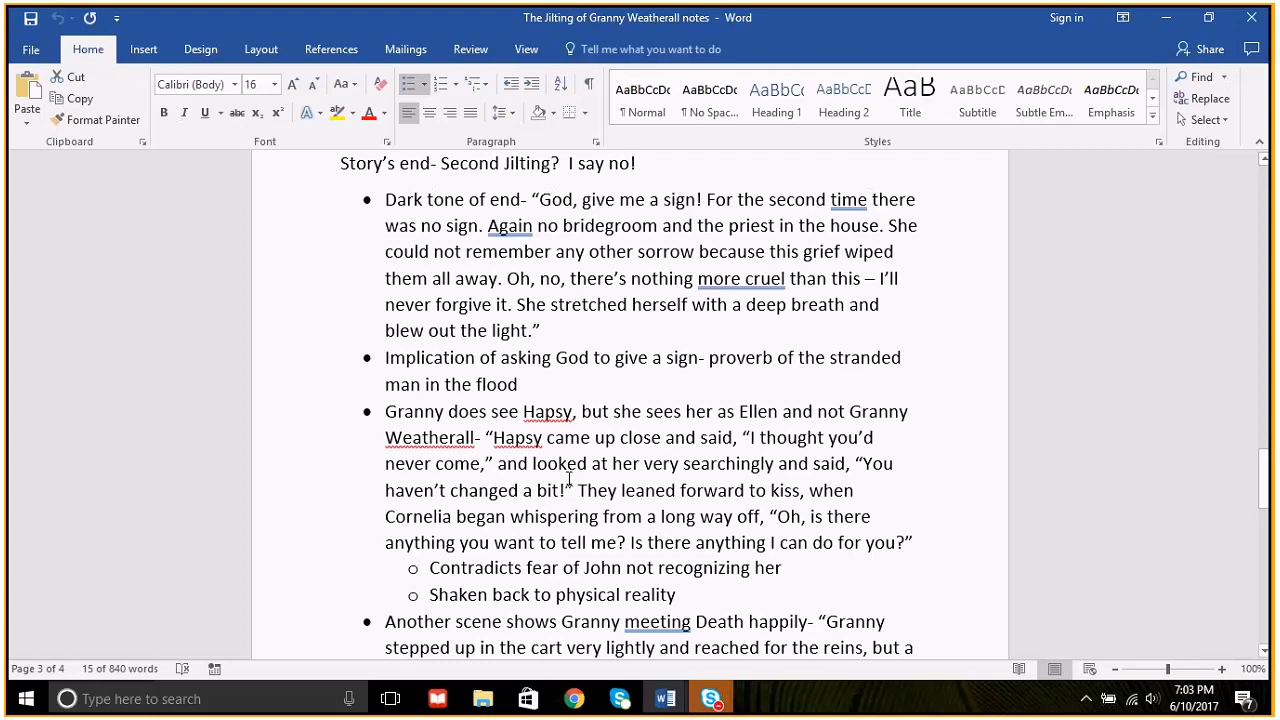 The Jilting of Granny Weatherall notes - Word
Sign in
File
Home
Insert
Design
Layout
References
Mailings
Review
View
Tell me what you want to do
Share
Paste
Cut
Copy
Format Painter
Clipboard
Calibri (Body)
16
Aa
B I U abc x₂ x²
A
A
Font
Paragraph
AaBbCcDc
¶ Normal
AaBbCcDc
¶ No Spac...
AaBbCc
Heading 1
AaBbCcC
Heading 2
AaB
Title
AaBbCcD
Subtitle
AaBbCcDt
Subtle Em...
AaBbCcDt
Emphasis
Styles
Find
Replace
Select
Editing
Story’s end- Second Jilting? I say no!
• Dark tone of end- “God, give me a sign! For the second time there
was no sign. Again no bridegroom and the priest in the house. She
could not remember any other sorrow because this grief wiped
them all away. Oh, no, there’s nothing more cruel than this – I’ll
never forgive it. She stretched herself with a deep breath and
blew out the light.”
• Implication of asking God to give a sign- proverb of the stranded
man in the flood
• Granny does see Hapsy, but she sees her as Ellen and not Granny
Weatherall- “Hapsy came up close and said, “I thought you’d
never come,” and looked at her very searchingly and said, “You
haven’t changed a bit!” They leaned forward to kiss, when
Cornelia began whispering from a long way off, “Oh, is there
anything you want to tell me? Is there anything I can do for you?”
o Contradicts fear of John not recognizing her
o Shaken back to physical reality
• Another scene shows Granny meeting Death happily- “Granny
stepped up in the cart very lightly and reached for the reins, but a
Page 3 of 4
15 of 840 words
100%
Type here to search
7:03 PM
6/10/2017
7